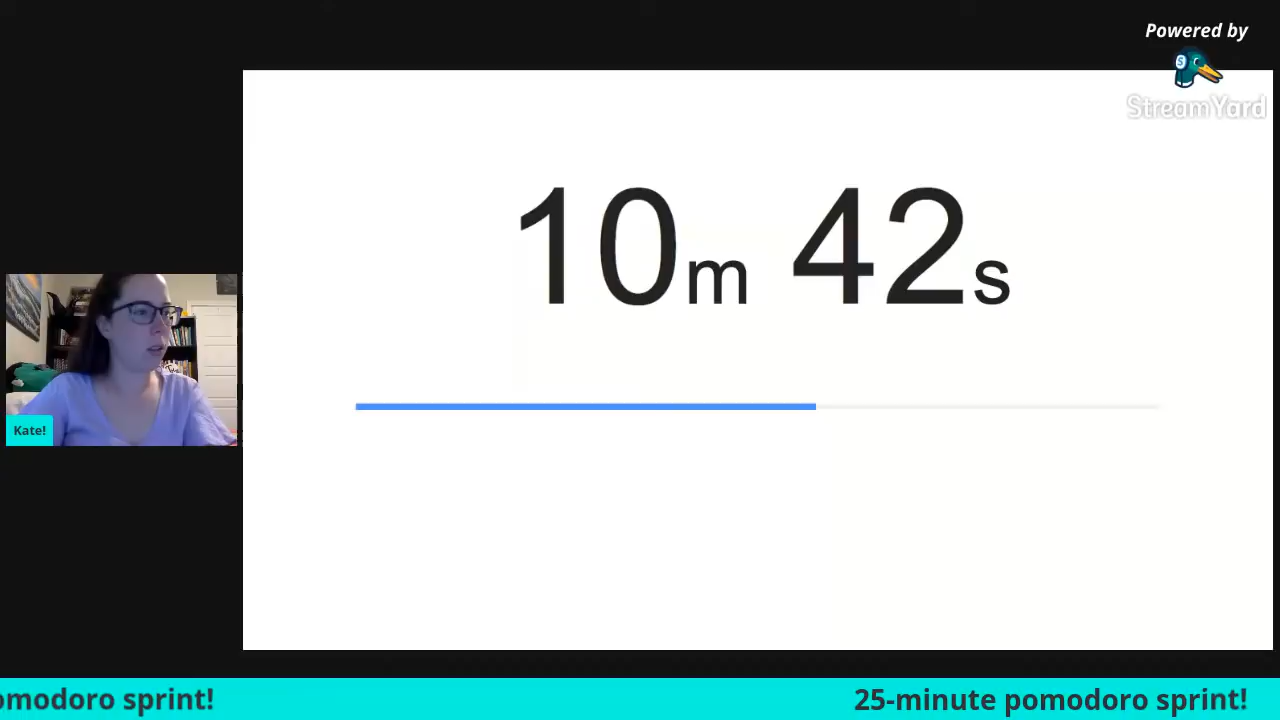 Powered by
StreamYard
10m 42s
Kate!
omodoro sprint!
25-minute pomodoro sprint!